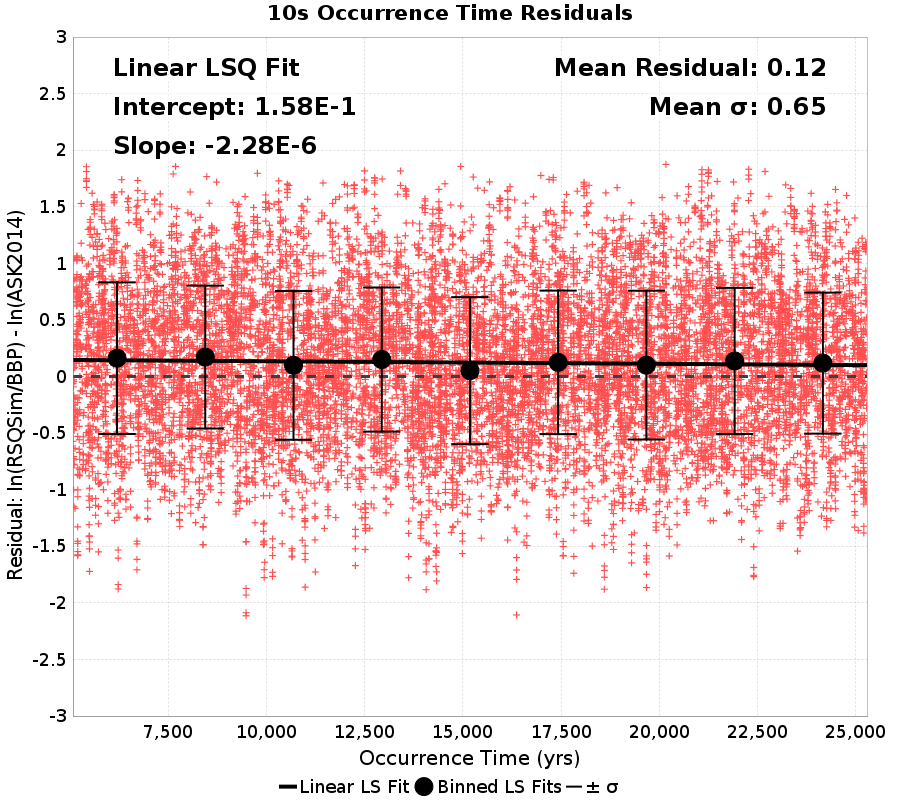 10s Occurrence Time Residuals
Linear LSQ Fit
Intercept: 1.58E-1
Slope: -2.28E-6
Mean Residual: 0.12
Mean σ: 0.65
Residual: ln(RSQSim/BBP) - ln(ASK2014)
3
2.5
2
1.5
1
0.5
0
-0.5
-1
-1.5
-2
-2.5
-3
7,500 10,000 12,500 15,000 17,500 20,000 22,500 25,000
Occurrence Time (yrs)
Linear LS Fit Binned LS Fits ± σ